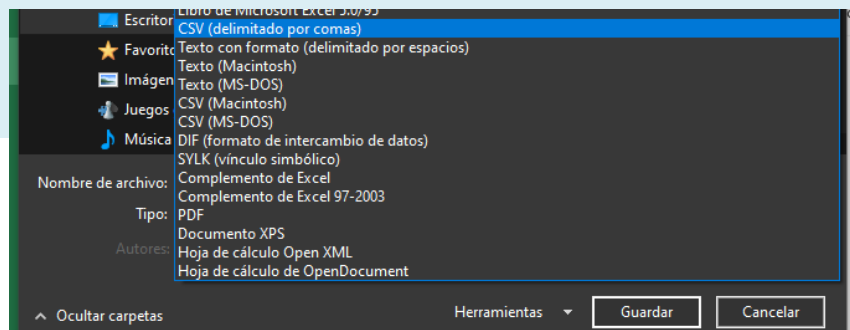 Libro de Microsoft Excel 5.0/95
Escritor
CSV (delimitado por comas)
Favorito
Texto con formato (delimitado por espacios)
Texto (Macintosh)
Imágen
Texto (MS-DOS)
CSV (Macintosh)
Juegos
CSV (MS-DOS)
Música
DIF (formato de intercambio de datos)
SYLK (vínculo simbólico)
Complemento de Excel
Nombre de archivo:
Complemento de Excel 97-2003
Tipo:
PDF
Documento XPS
Autores:
Hoja de cálculo Open XML
Hoja de cálculo de OpenDocument
Ocultar carpetas
Herramientas
Guardar
Cancelar